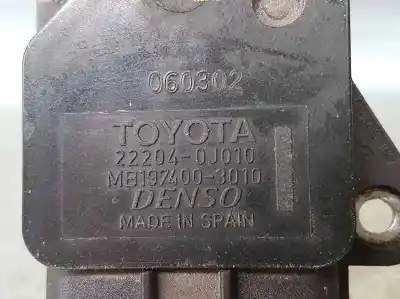 060302
TOYOTA
22204-0J010
MB197400-3010
DENSO
MADE IN SPAIN